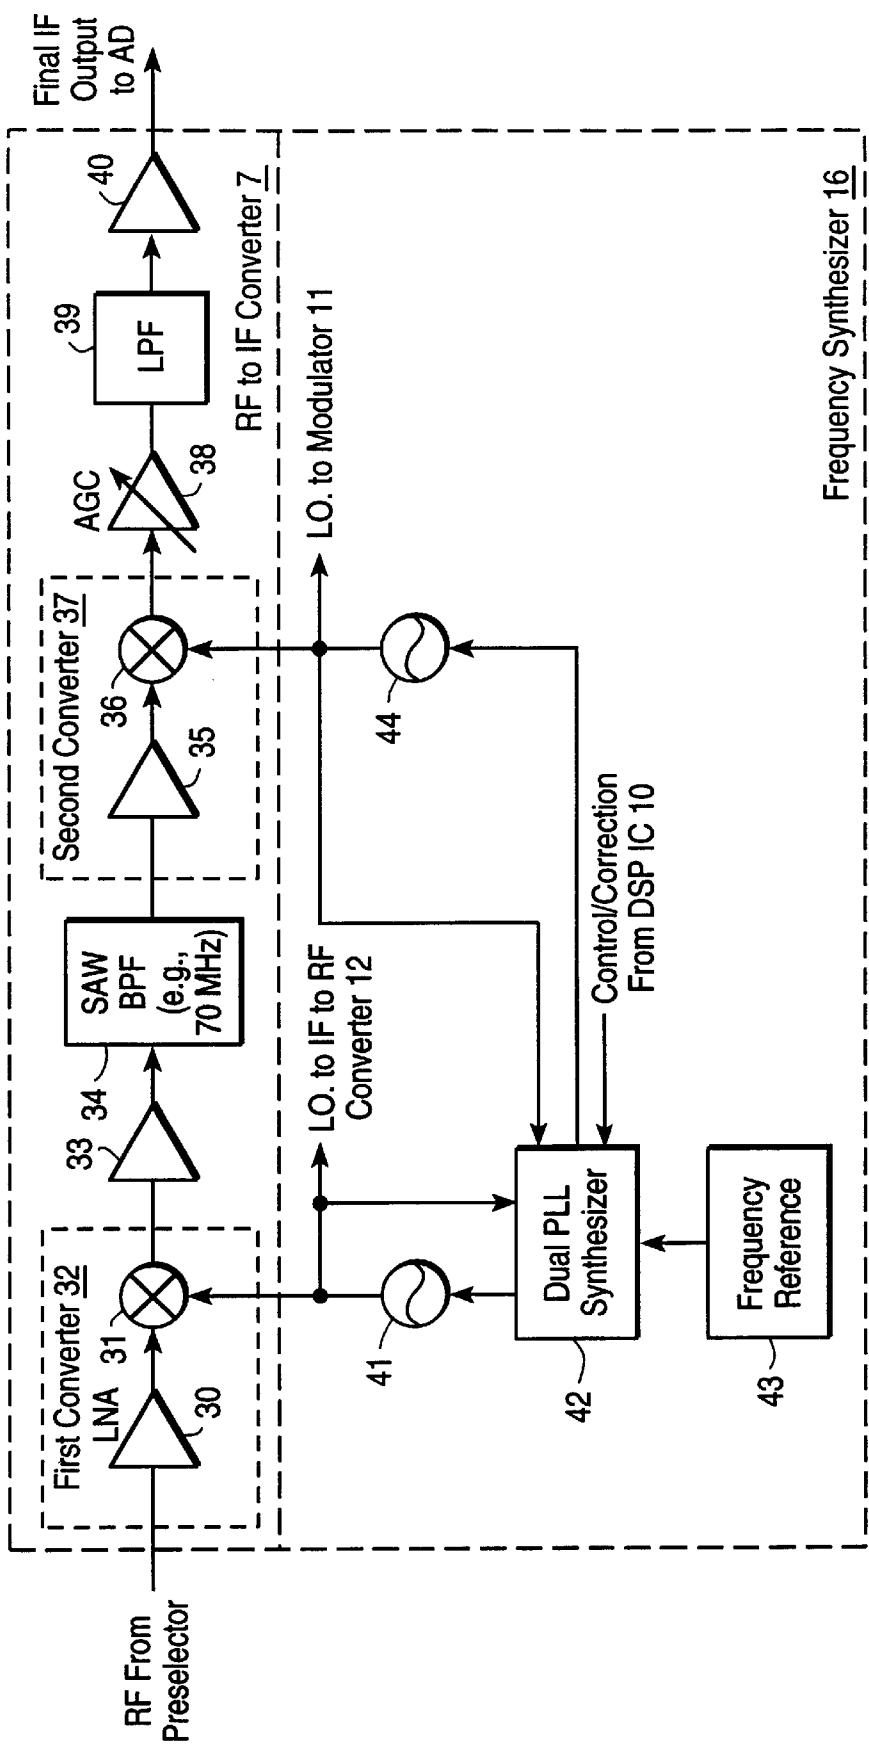 RF From
Preselector
First Converter 32
LNA
30
31
33
34
SAW
BPF
(e.g.,
70 MHz)
Second Converter 37
35
36
AGC
38
39
LPF
40
Final IF
Output
to AD
RF to IF Converter 7
LO. to IF to RF
Converter 12
LO. to Modulator 11
41
44
Control/Correction
From DSP IC 10
Dual PLL
Synthesizer
42
Frequency
Reference
43
Frequency Synthesizer 16